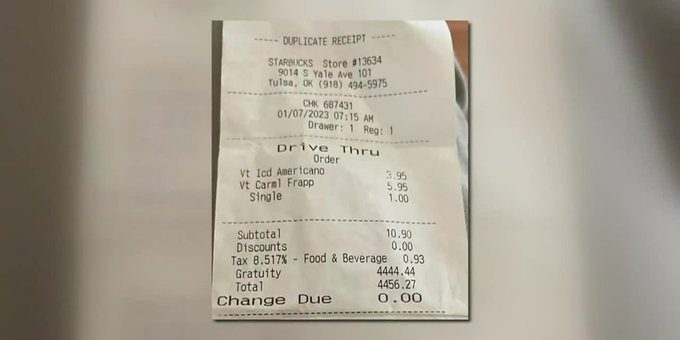 ----- DUPLICATE RECEIPT -----
STARBUCKS Store #13634
9014 S Yale Ave 101
Tulsa, OK (918) 494-5975
CHK 687431
01/07/2023 07:15 AM
Drawer: 1 Reg: 1
Drive Thru
Order
Vt Icd Americano 3.95
Vt Carml Frapp 5.95
Single 1.00
Subtotal 10.90
Discounts 0.00
Tax 8.517% - Food & Beverage 0.93
Gratuity 4444.44
Total 4456.27
Change Due 0.00